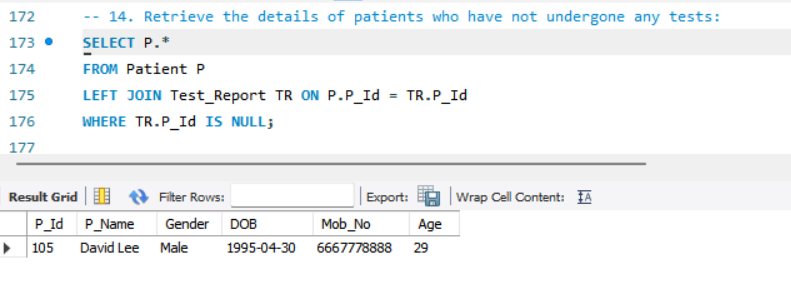 172 -- 14. Retrieve the details of patients who have not undergone any tests:
173 SELECT P.*
174 FROM Patient P
175 LEFT JOIN Test_Report TR ON P.P_Id = TR.P_Id
176 WHERE TR.P_Id IS NULL;
177
Result Grid Filter Rows: Export: Wrap Cell Content: IA
P_Id P_Name Gender DOB Mob_No Age
105 David Lee Male 1995-04-30 6667778888 29